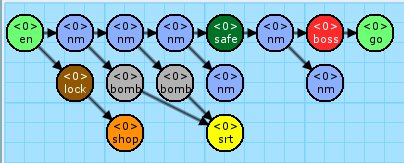 <0> <0> <0> <0> <0> <0> <0> <0>
en nm nm nm safe nm boss go
<0> <0> <0> <0> <0>
lock bomb bomb nm nm
<0> <0>
shop srt